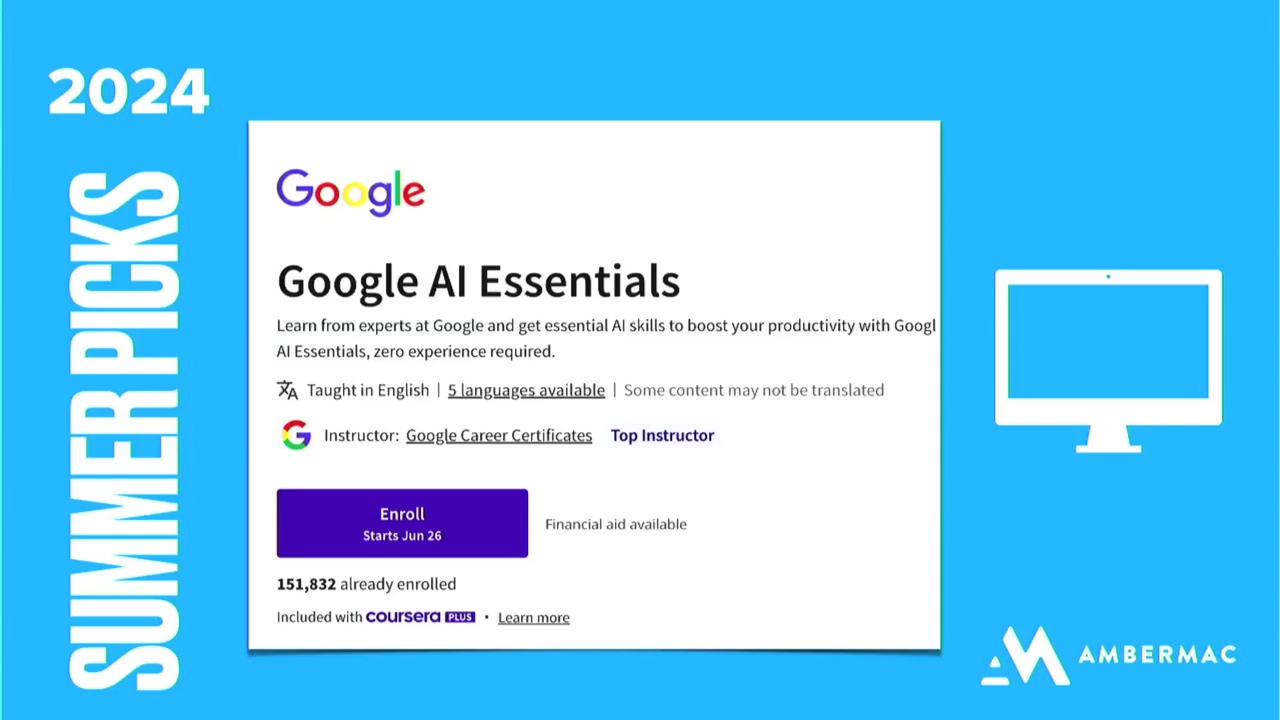 2024
SUMMER PICKS
Google
Google AI Essentials
Learn from experts at Google and get essential AI skills to boost your productivity with Googl
AI Essentials, zero experience required.
Taught in English | 5 languages available | Some content may not be translated
Instructor: Google Career Certificates Top Instructor
Enroll
Starts Jun 26
Financial aid available
151,832 already enrolled
Included with coursera PLUS • Learn more
AMBERMAC